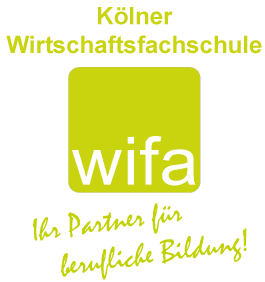 Kölner
Wirtschaftsfachschule
wifa
Ihr Partner für
berufliche Bildung!